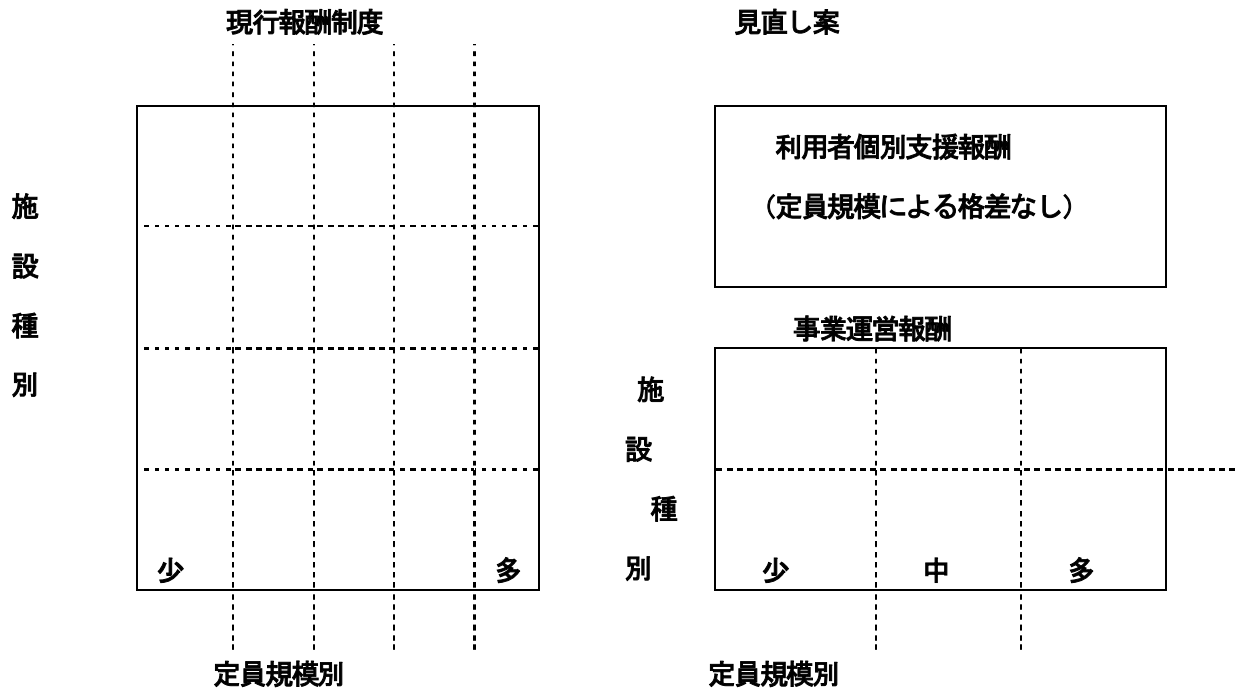 現行報酬制度
施設種別
少
多
定員規模別
見直し案
利用者個別支援報酬
（定員規模による格差なし）
事業運営報酬
施設種別
少
中
多
定員規模別